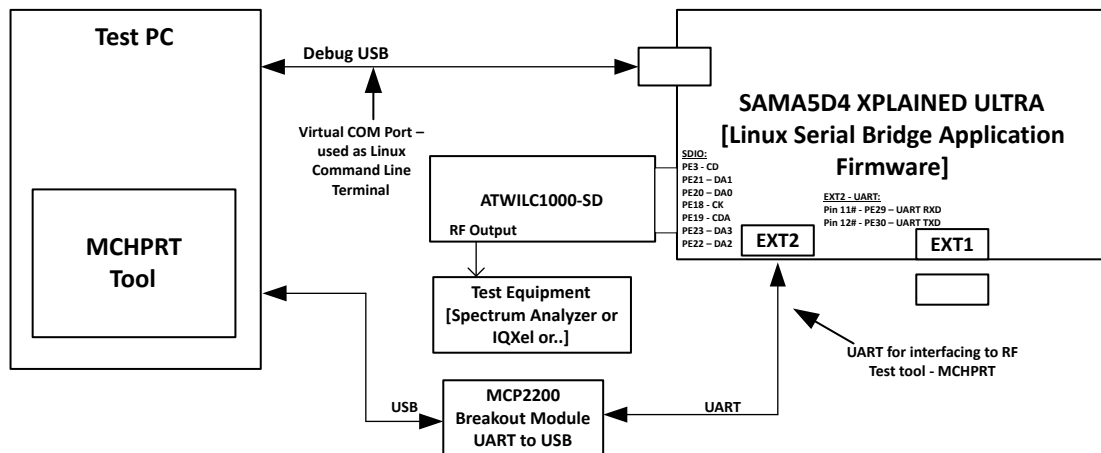 Test PC
MCHPRT
Tool
Debug USB
Virtual COM Port –
used as Linux
Command Line
Terminal
SAMA5D4 XPLAINED ULTRA
[Linux Serial Bridge Application
Firmware]
SDIO:
PE3 - CD
PE21 – DA1
PE20 – DA0
PE18 - CK
PE19 - CDA
PE23 – DA3
PE22 – DA2
EXT2 - UART:
Pin 11# - PE29 – UART RXD
Pin 12# - PE30 – UART TXD
EXT2
EXT1
ATWILC1000-SD
RF Output
Test Equipment
[Spectrum Analyzer or
IQXel or..]
UART for interfacing to RF
Test tool - MCHPRT
USB
MCP2200
Breakout Module
UART to USB
UART